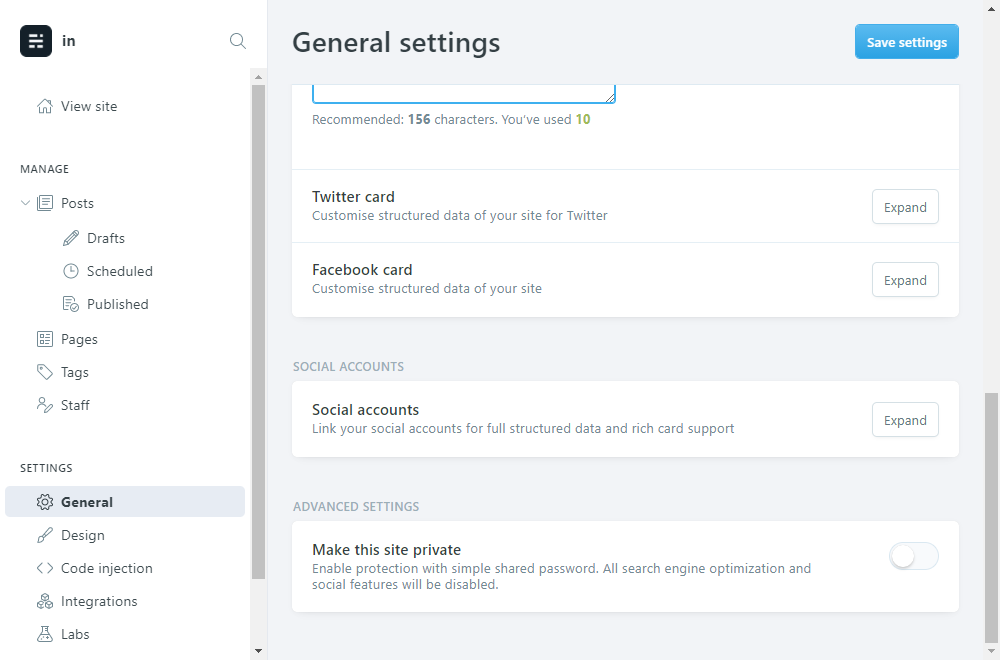 in
View site
MANAGE
Posts
Drafts
Scheduled
Published
Pages
Tags
Staff
SETTINGS
General
Design
Code injection
Integrations
Labs
General settings
Save settings
Recommended: 156 characters. You've used 10
Twitter card
Customise structured data of your site for Twitter
Expand
Facebook card
Customise structured data of your site
Expand
SOCIAL ACCOUNTS
Social accounts
Link your social accounts for full structured data and rich card support
Expand
ADVANCED SETTINGS
Make this site private
Enable protection with simple shared password. All search engine optimization and
social features will be disabled.